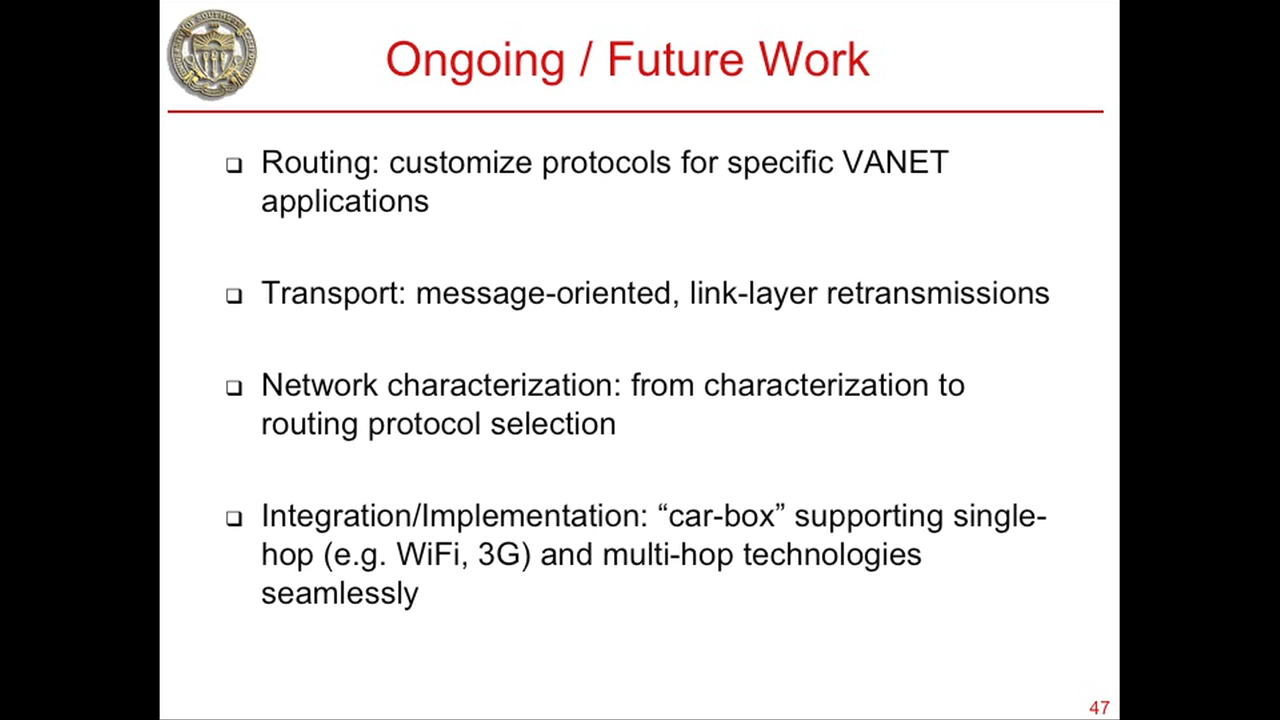 Ongoing / Future Work
Routing: customize protocols for specific VANET
applications
Transport: message-oriented, link-layer retransmissions
Network characterization: from characterization to
routing protocol selection
Integration/Implementation: “car-box” supporting single-
hop (e.g. WiFi, 3G) and multi-hop technologies
seamlessly
47